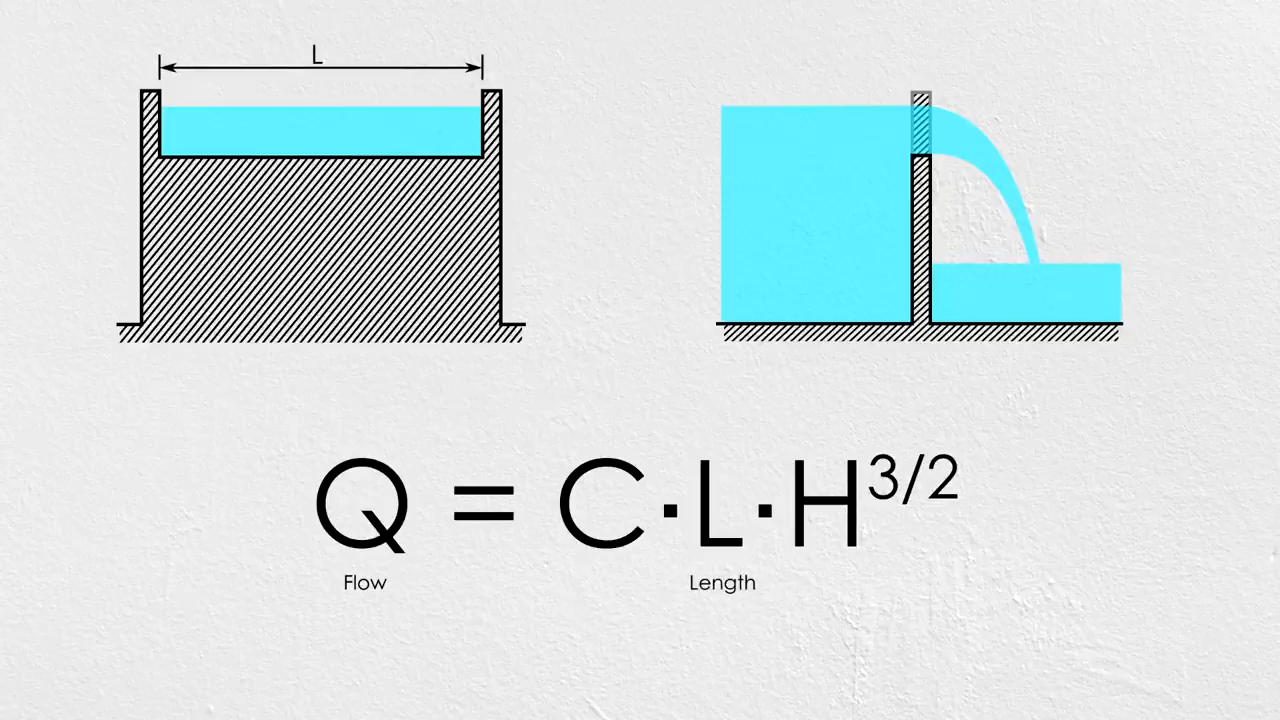 L
Q = C·L·H^3/2
Flow Length